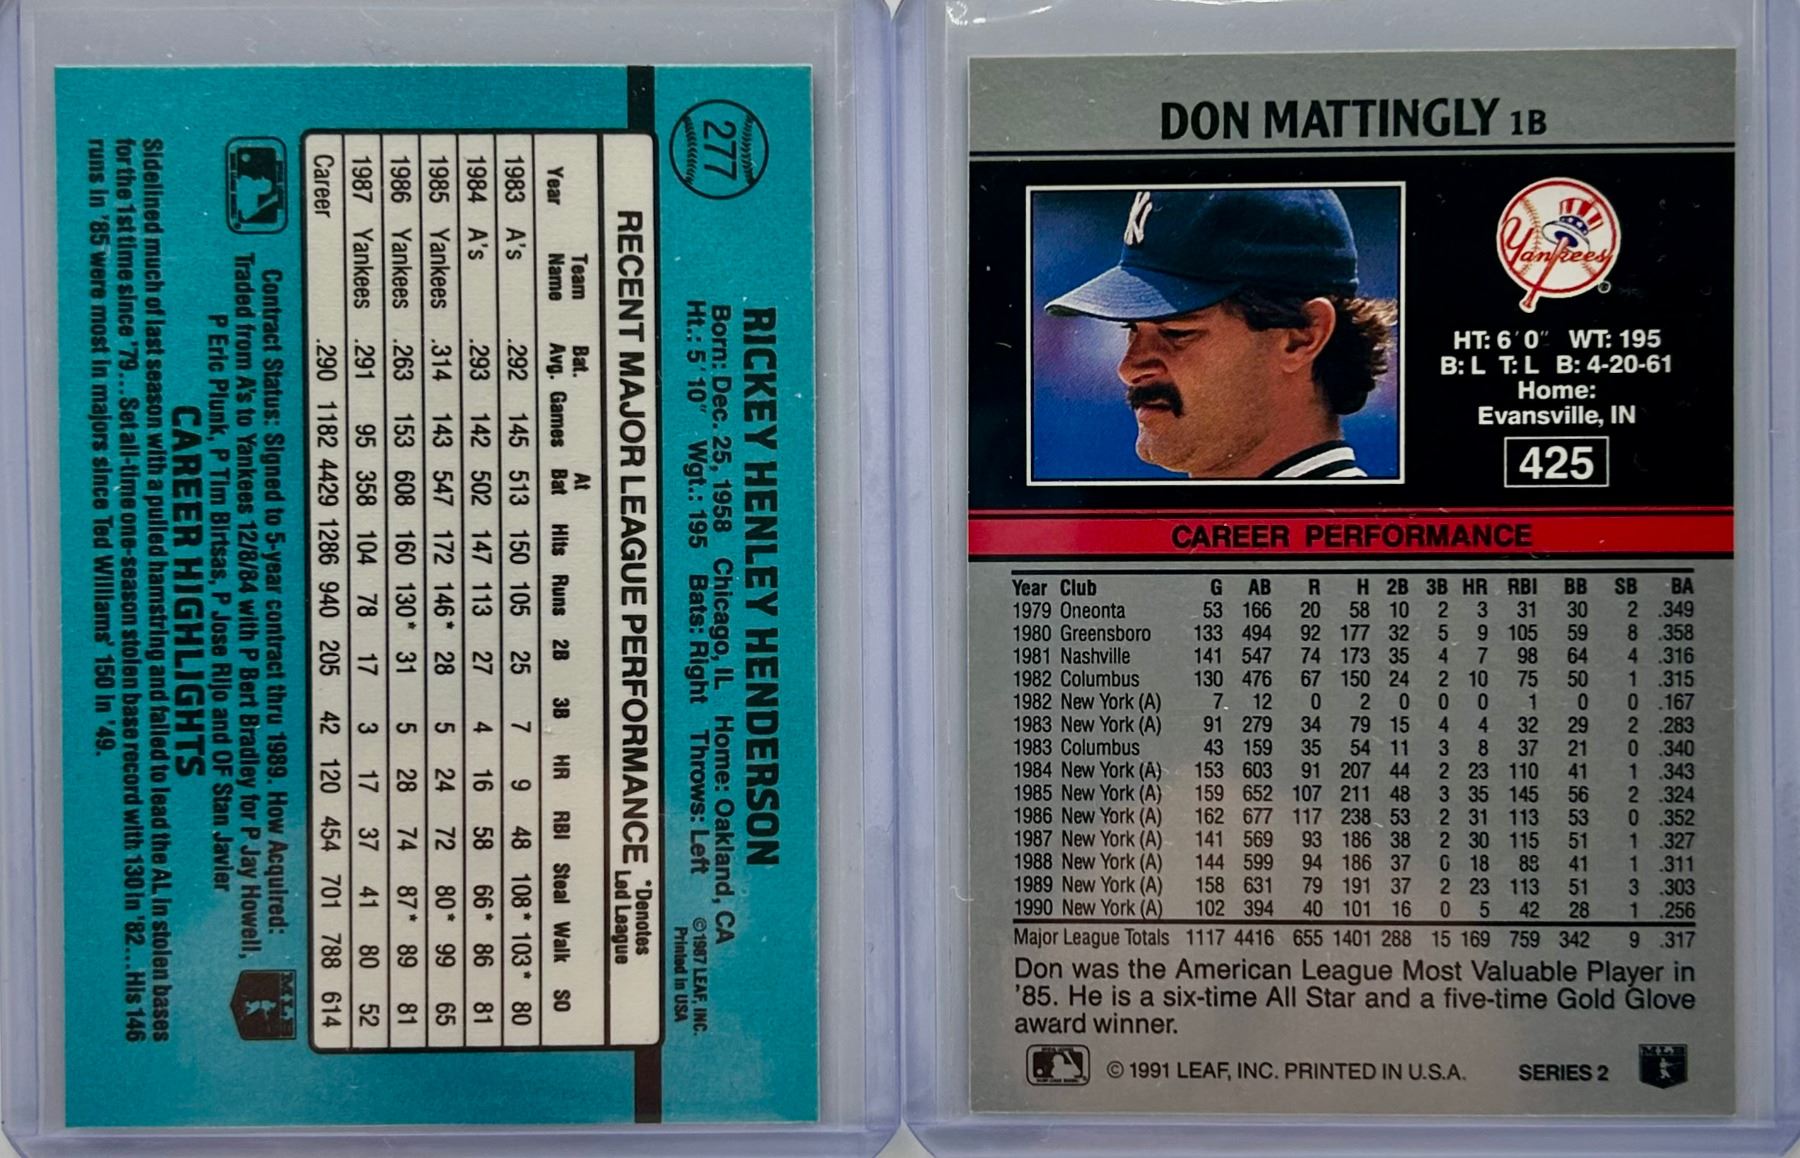 277
RICKEY HENLEY HENDERSON
Born: Dec. 25, 1958 Chicago, IL Home: Oakland, CA
Ht.: 5'10" Wgt.: 195 Bats: Right Throws: Left
©1987 LEAF, INC.
Printed in USA
RECENT MAJOR LEAGUE PERFORMANCE *Denotes Led League
Year Team Name Bat. Avg. Games At Bat Hits Runs 2B 3B HR RBI Steal Walk SO
1983 A's .292 145 513 150 105 25 7 9 48 108* 103* 80
1984 A's .293 142 502 147 113 27 4 16 58 66* 86 81
1985 Yankees .314 143 547 172 146* 28 5 24 72 80* 99 65
1986 Yankees .263 153 608 160 130* 31 5 28 74 87* 89 81
1987 Yankees .291 95 358 104 78 17 3 17 37 41 80 52
Career .290 1182 4429 1286 940 205 42 120 454 701 788 614
Contract Status: Signed to 5-year contract thru 1989. How Acquired:
Traded from A's to Yankees 12/8/84 with P Bert Bradley for P Jay Howell,
P Eric Plunk, P Tim Birtsas, P Jose Rijo and OF Stan Javier
CAREER HIGHLIGHTS
Sidelined much of last season with a pulled hamstring and failed to lead the AL in stolen bases
for the 1st time since '79... Set all-time one-season stolen base record with 130 in '82... His 146
runs in '85 were most in majors since Ted Williams' 150 in '49.
MLB
DON MATTINGLY 1B
Yankees
HT: 6'0" WT: 195
B: L T: L B: 4-20-61
Home:
Evansville, IN
425
CAREER PERFORMANCE
Year Club G AB R H 2B 3B HR RBI BB SB BA
1979 Oneonta 53 166 20 58 10 2 3 31 30 2 .349
1980 Greensboro 133 494 92 177 32 5 9 105 59 8 .358
1981 Nashville 141 547 74 173 35 4 7 98 64 4 .316
1982 Columbus 130 476 67 150 24 2 10 75 50 1 .315
1982 New York (A) 7 12 0 2 0 0 0 1 0 0 .167
1983 New York (A) 91 279 34 79 15 4 4 32 29 2 .283
1983 Columbus 43 159 35 54 11 3 8 37 21 0 .340
1984 New York (A) 153 603 91 207 44 2 23 110 41 1 .343
1985 New York (A) 159 652 107 211 48 3 35 145 56 2 .324
1986 New York (A) 162 677 117 238 53 2 31 113 53 0 .352
1987 New York (A) 141 569 93 186 38 2 30 115 51 1 .327
1988 New York (A) 144 599 94 186 37 0 18 88 41 1 .311
1989 New York (A) 158 631 79 191 37 2 23 113 51 3 .303
1990 New York (A) 102 394 40 101 16 0 5 42 28 1 .256
Major League Totals 1117 4416 655 1401 288 15 169 759 342 9 .317
Don was the American League Most Valuable Player in
'85. He is a six-time All Star and a five-time Gold Glove
award winner.
© 1991 LEAF, INC. PRINTED IN U.S.A. SERIES 2
MLB